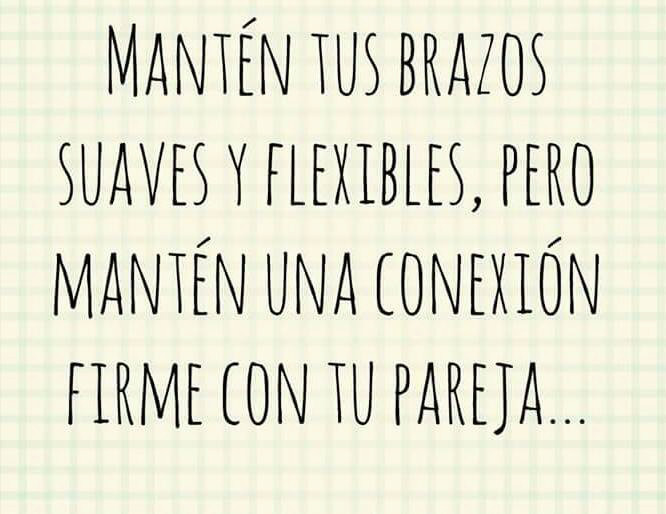 Mantén tus brazos
suaves y flexibles, pero
mantén una conexión
firme con tu pareja...